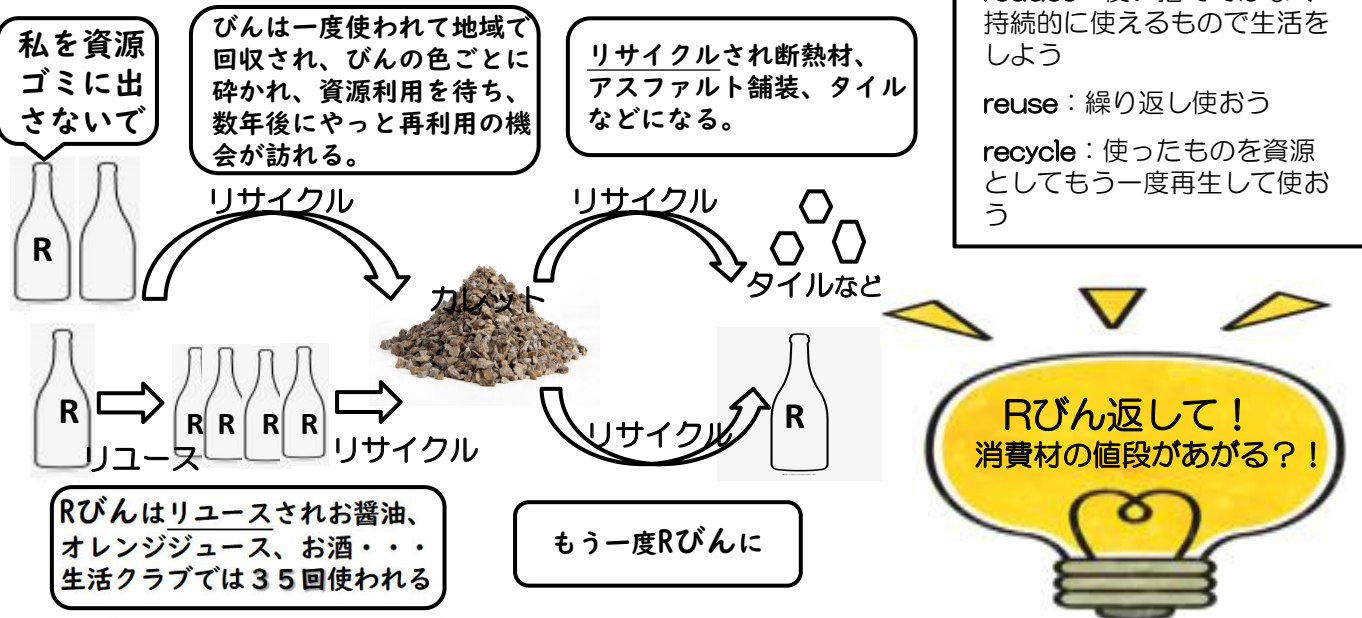 私を資源
ゴミに出
さないで
びんは一度使われて地域で
回収され、びんの色ごとに
砕かれ、資源利用を待ち、
数年後にやっと再利用の機
会が訪れる。
リサイクルされ断熱材、
アスファルト舗装、タイル
などになる。
持続的に使えるもので生活を
しよう
reuse：繰り返し使おう
recycle：使ったものを資源
としてもう一度再生して使お
う
リサイクル
リサイクル
R
カレット
タイルなど
R
R R R R
リユース
リサイクル
リサイクル
R
Rびん返して！
消費材の値段があがる？！
Rびんはリユースされお醤油、
オレンジジュース、お酒・・・
生活クラブでは３５回使われる
もう一度Rびんに